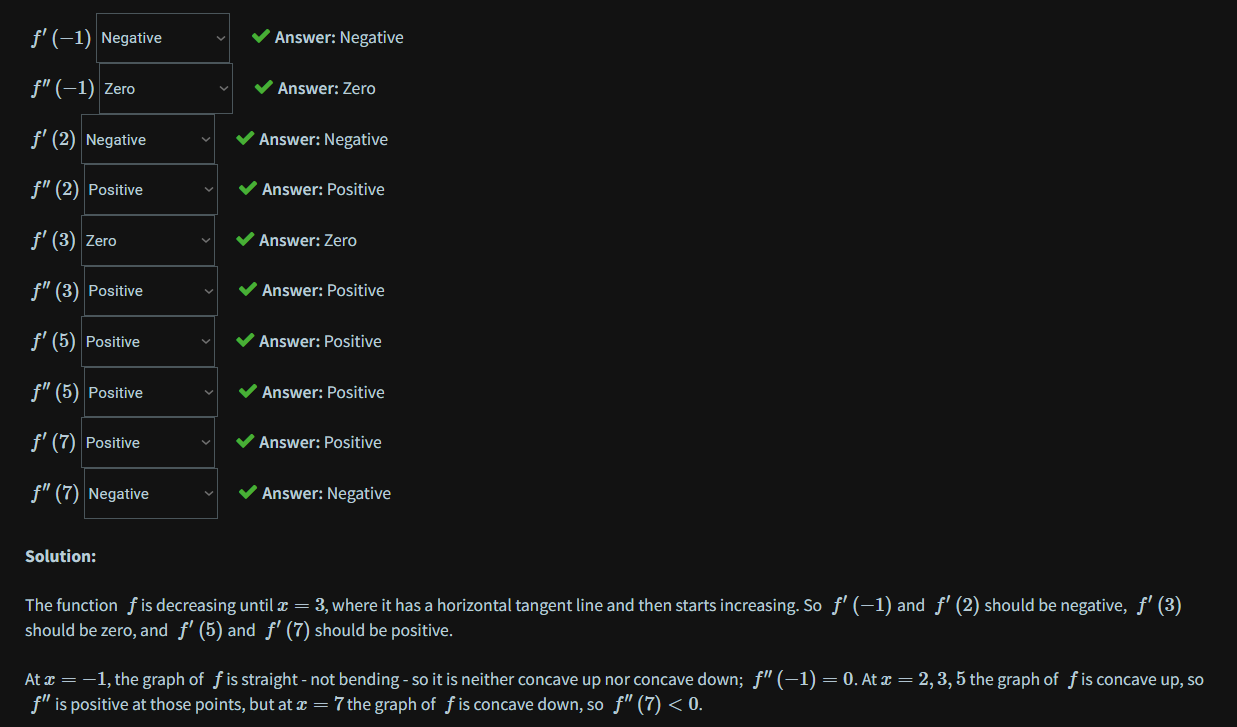 f′(−1) Negative Answer: Negative
f″(−1) Zero Answer: Zero
f′(2) Negative Answer: Negative
f″(2) Positive Answer: Positive
f′(3) Zero Answer: Zero
f″(3) Positive Answer: Positive
f′(5) Positive Answer: Positive
f″(5) Positive Answer: Positive
f′(7) Positive Answer: Positive
f″(7) Negative Answer: Negative
Solution:
The function f is decreasing until x = 3, where it has a horizontal tangent line and then starts increasing. So f′(−1) and f′(2) should be negative, f′(3)
should be zero, and f′(5) and f′(7) should be positive.
At x = −1, the graph of f is straight - not bending - so it is neither concave up nor concave down; f″(−1) = 0. At x = 2, 3, 5 the graph of f is concave up, so
f″ is positive at those points, but at x = 7 the graph of f is concave down, so f″(7) < 0.